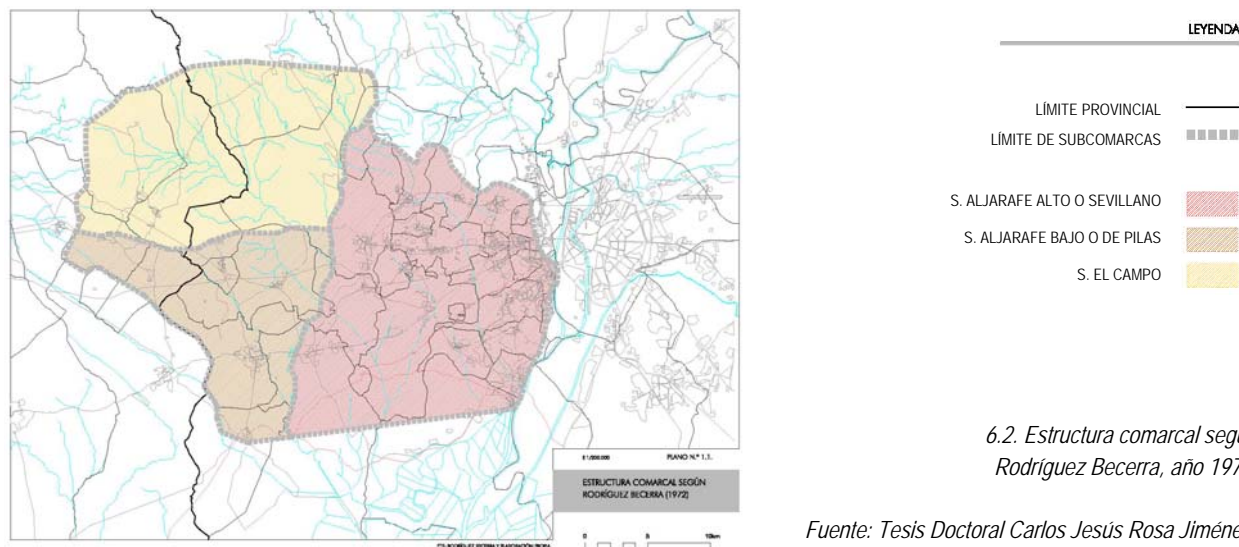 LEYENDA
LÍMITE PROVINCIAL
LÍMITE DE SUBCOMARCAS
S. ALJARAFE ALTO O SEVILLANO
S. ALJARAFE BAJO O DE PILAS
S. EL CAMPO
PLANO N.º 1.1.
ESTRUCTURA COMARCAL SEGÚN
RODRÍGUEZ BECERRA (1972)
0 5 10km
6.2. Estructura comarcal segú
Rodríguez Becerra, año 197
Fuente: Tesis Doctoral Carlos Jesús Rosa Jiméne